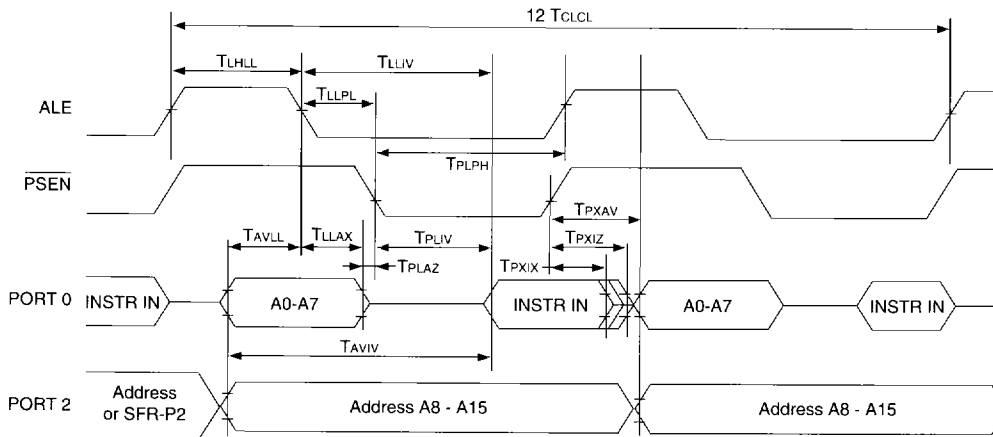 12 TCLCL
TLHLL
TLLIV
ALE
TLLPL
TPLPH
PSEN
TPXAV
TAVLL
TLLAX
TPLIV
TPXIZ
TPLAZ
TPXIX
PORT 0
INSTR IN
A0-A7
INSTR IN
A0-A7
INSTR IN
TAVIV
PORT 2
Address
or SFR-P2
Address A8 - A15
Address A8 - A15